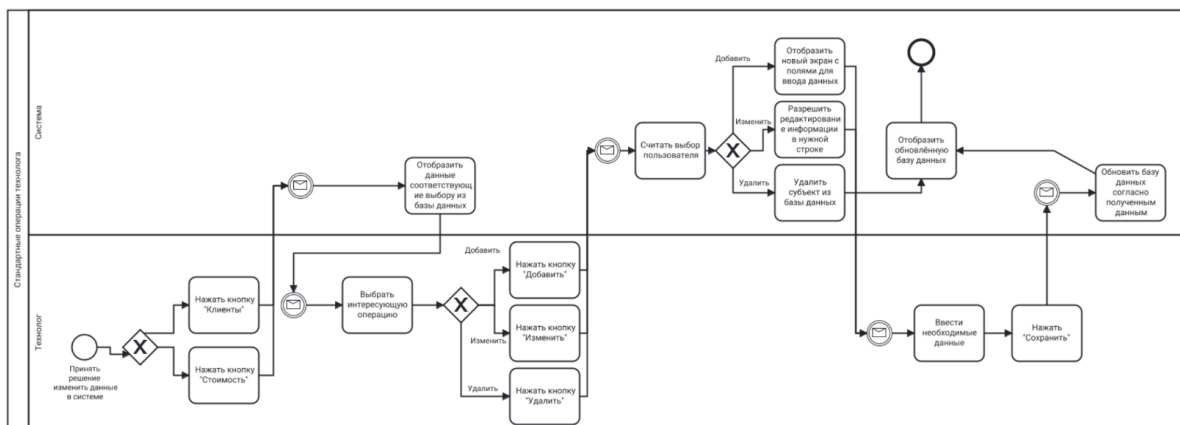 Стандартные операции технолога
Система
Технолог
Принять
решение
изменить данные
в системе
Нажать кнопку
"Клиенты"
Нажать кнопку
"Стоимость"
Отобразить
данные
соответствующ
ие выбору из
базы данных
Выбрать
интересующую
операцию
Добавить
Изменить
Удалить
Нажать кнопку
"Добавить"
Нажать кнопку
"Изменить"
Нажать кнопку
"Удалить"
Считать выбор
пользователя
Добавить
Изменить
Удалить
Отобразить
новый экран с
полями для
ввода данных
Разрешить
редактировани
е информации
в нужной
строке
Удалить
субъект из
базы данных
Ввести
необходимые
данные
Нажать
"Сохранить"
Обновить базу
данных
согласно
полученным
данным
Отобразить
обновлённую
базу данных